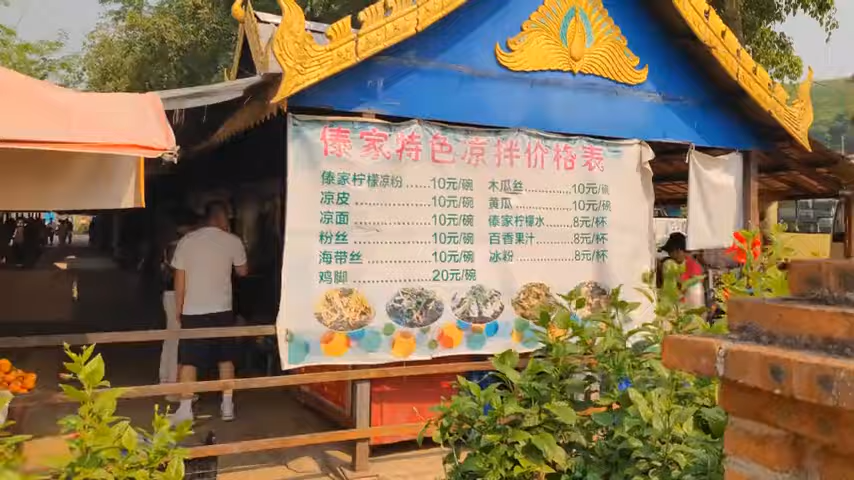 傣家特色凉拌价格表
傣家柠檬凉粉......10元/碗
凉皮..................10元/碗
凉面..................10元/碗
粉丝..................10元/碗
海带丝...............10元/碗
鸡脚..................20元/碗
木瓜丝...............10元/碗
黄瓜..................10元/碗
傣家柠檬水.........8元/杯
百香果汁............8元/杯
冰粉..................8元/杯